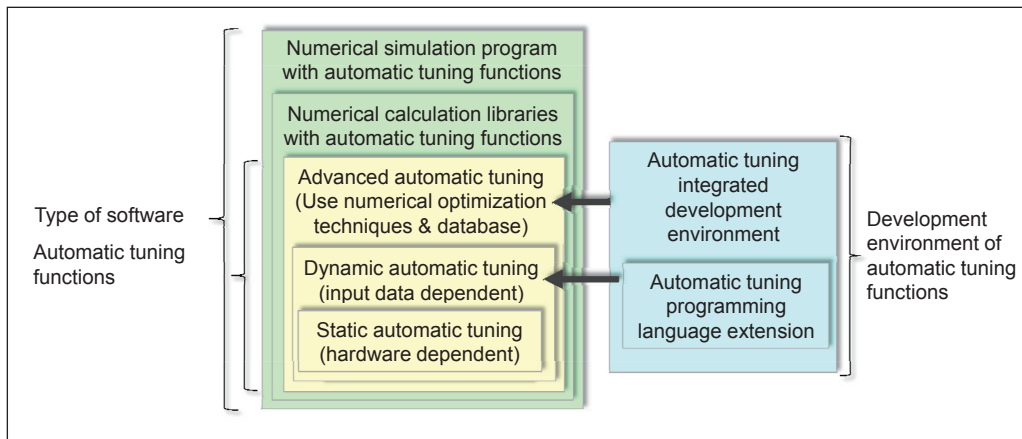 Numerical simulation program
with automatic tuning functions
Numerical calculation libraries
with automatic tuning functions
Advanced automatic tuning
(Use numerical optimization
techniques & database)
Dynamic automatic tuning
(input data dependent)
Static automatic tuning
(hardware dependent)
Type of software
Automatic tuning
functions
Automatic tuning
integrated
development
environment
Automatic tuning
programming
language extension
Development
environment of
automatic tuning
functions